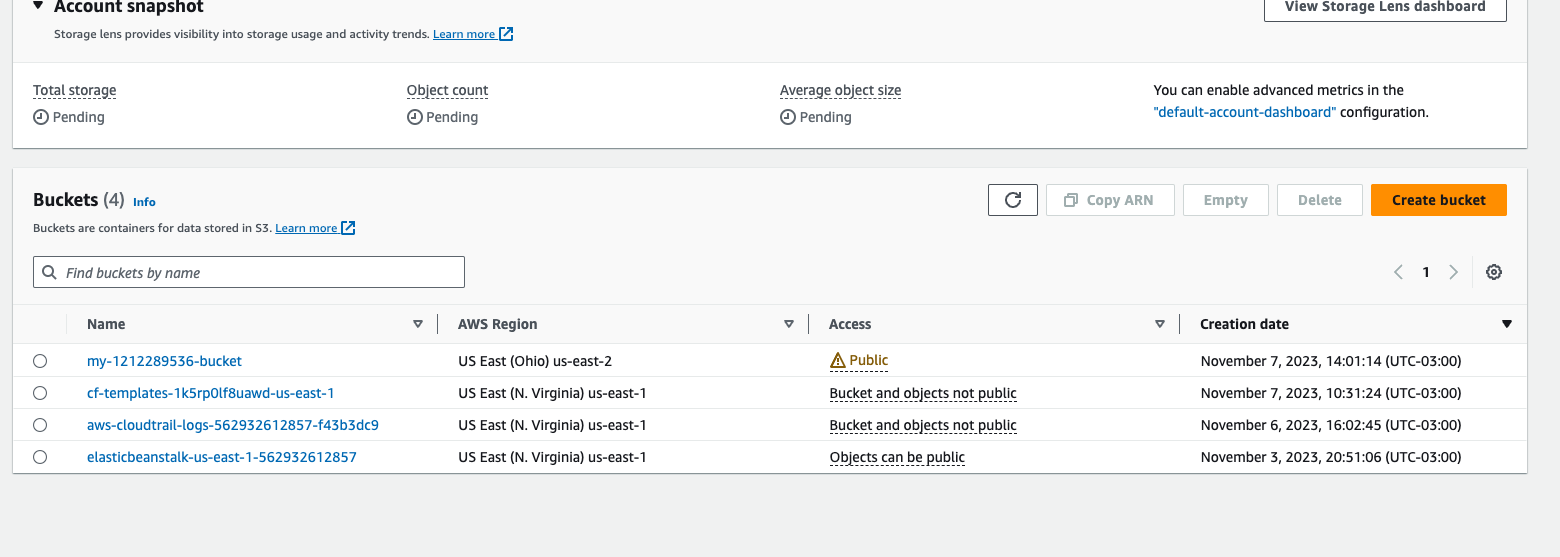 Account snapshot
View Storage Lens dashboard
Storage lens provides visibility into storage usage and activity trends. Learn more
Total storage
Pending
Object count
Pending
Average object size
Pending
You can enable advanced metrics in the
"default-account-dashboard" configuration.
Buckets (4) Info
Copy ARN
Empty
Delete
Create bucket
Buckets are containers for data stored in S3. Learn more
Find buckets by name
1
Name AWS Region Access Creation date
my-1212289536-bucket US East (Ohio) us-east-2 Public November 7, 2023, 14:01:14 (UTC-03:00)
cf-templates-1k5rp0lf8uawd-us-east-1 US East (N. Virginia) us-east-1 Bucket and objects not public November 7, 2023, 10:31:24 (UTC-03:00)
aws-cloudtrail-logs-562932612857-f43b3dc9 US East (N. Virginia) us-east-1 Bucket and objects not public November 6, 2023, 16:02:45 (UTC-03:00)
elasticbeanstalk-us-east-1-562932612857 US East (N. Virginia) us-east-1 Objects can be public November 3, 2023, 20:51:06 (UTC-03:00)